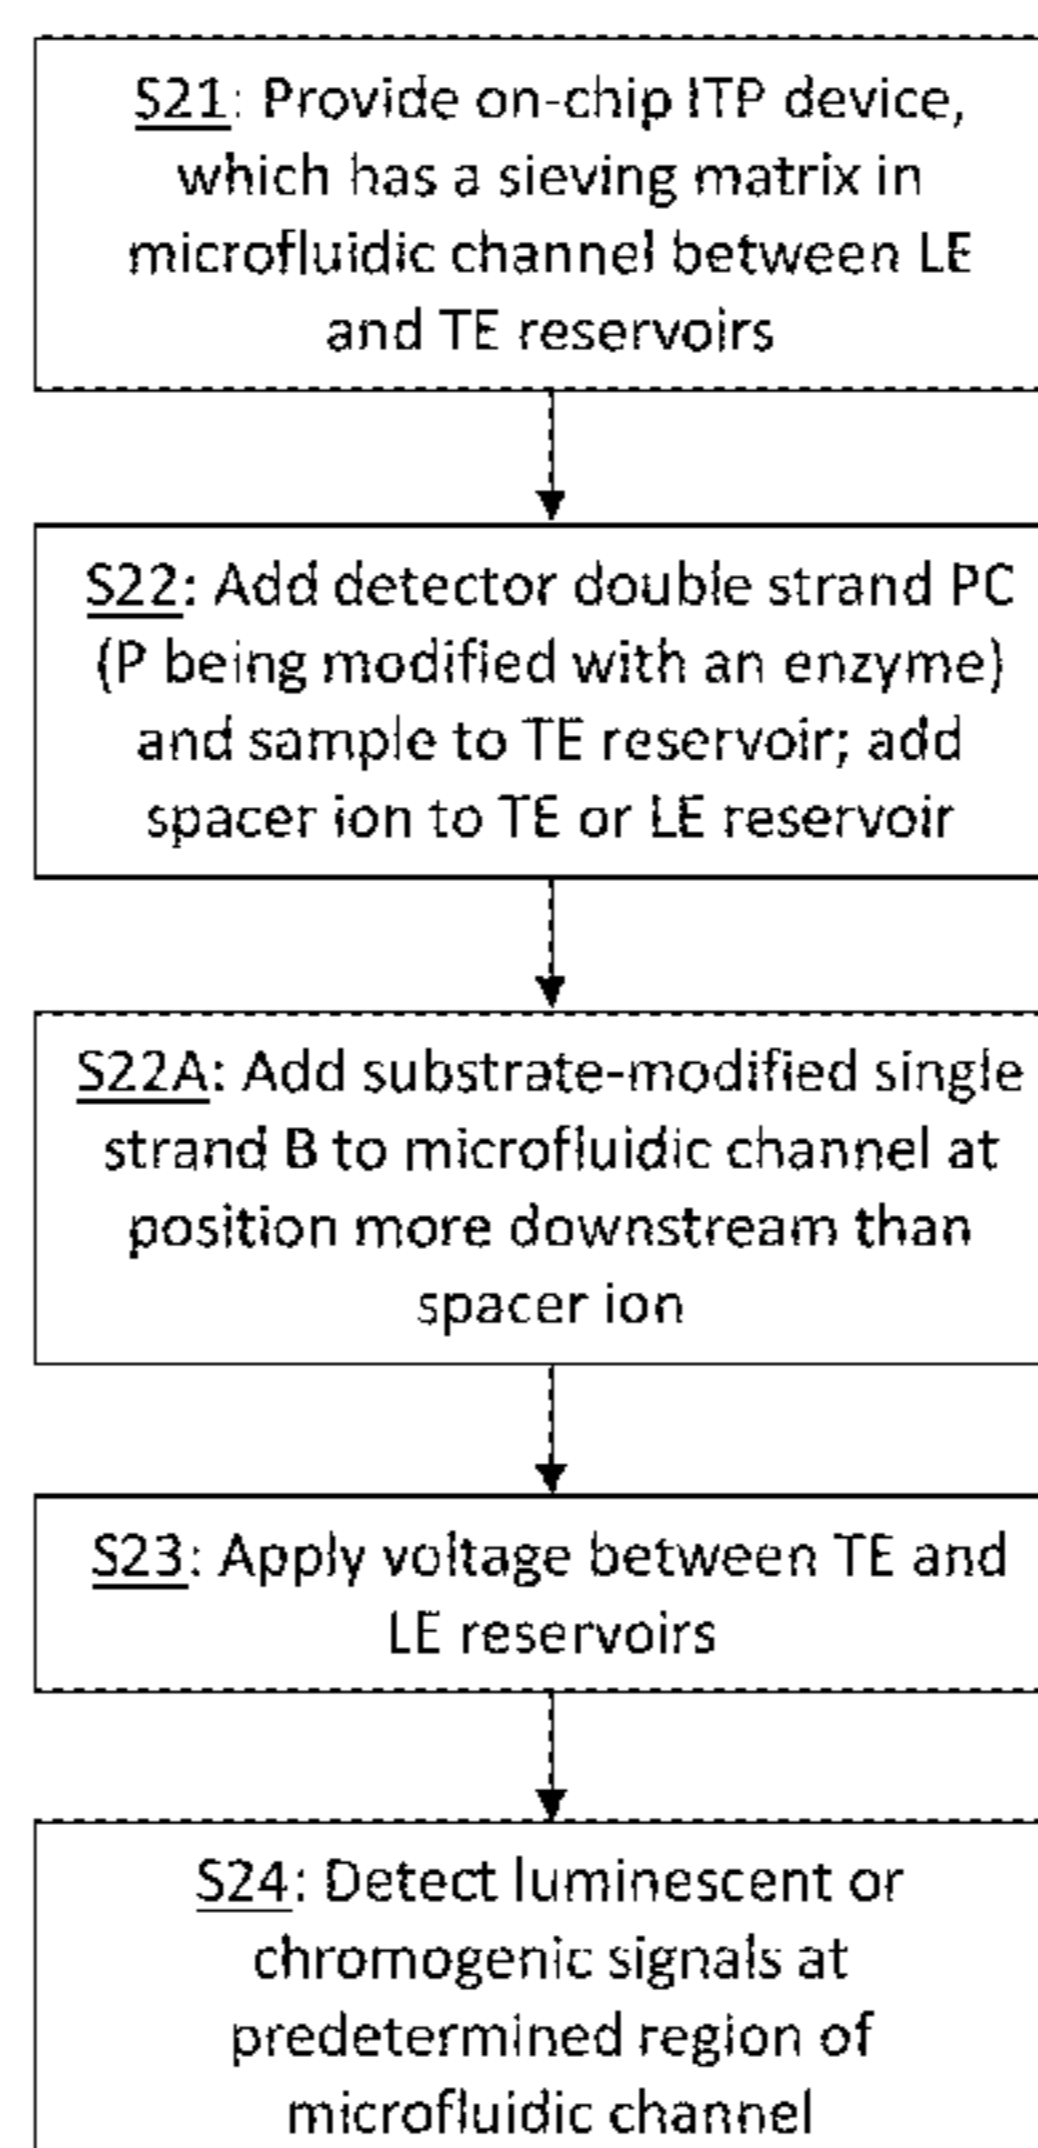 S21: Provide on-chip ITP device,
which has a sieving matrix in
microfluidic channel between LE
and TE reservoirs
S22: Add detector double strand PC
(P being modified with an enzyme)
and sample to TE reservoir; add
spacer ion to TE or LE reservoir
S22A: Add substrate-modified single
strand B to microfluidic channel at
position more downstream than
spacer ion
S23: Apply voltage between TE and
LE reservoirs
S24: Detect luminescent or
chromogenic signals at
predetermined region of
microfluidic channel